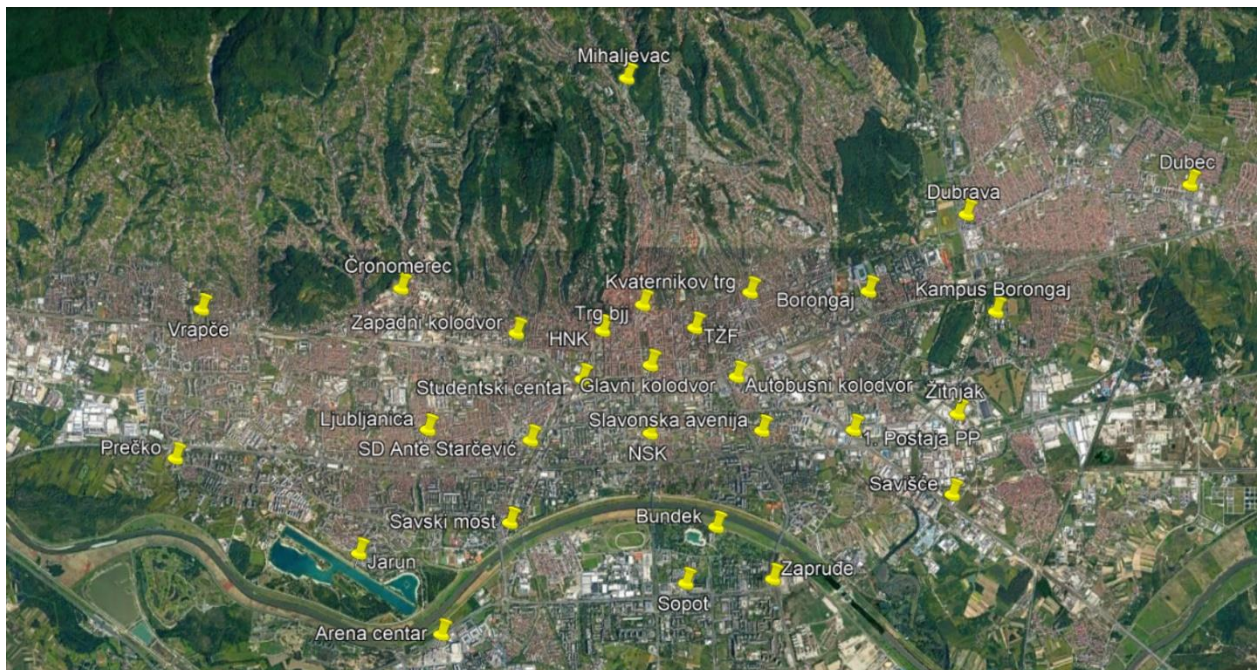 Mihaljevac
Dubec
Dubrava
Črnomerec
Kvaternikov trg
Borongaj
Kampus Borongaj
Vrapče
Zapadni kolodvor
Trg bjj
HNK
TŽF
Studentski centar
Glavni kolodvor
Autobusni kolodvor
Žitnjak
Ljubljanica
SD Ante Starčević
Slavonska avenija
NSK
1. Postaja PP
Prečko
Savišće
Savski most
Bundek
Jarun
Zapruđe
Sopot
Arena centar